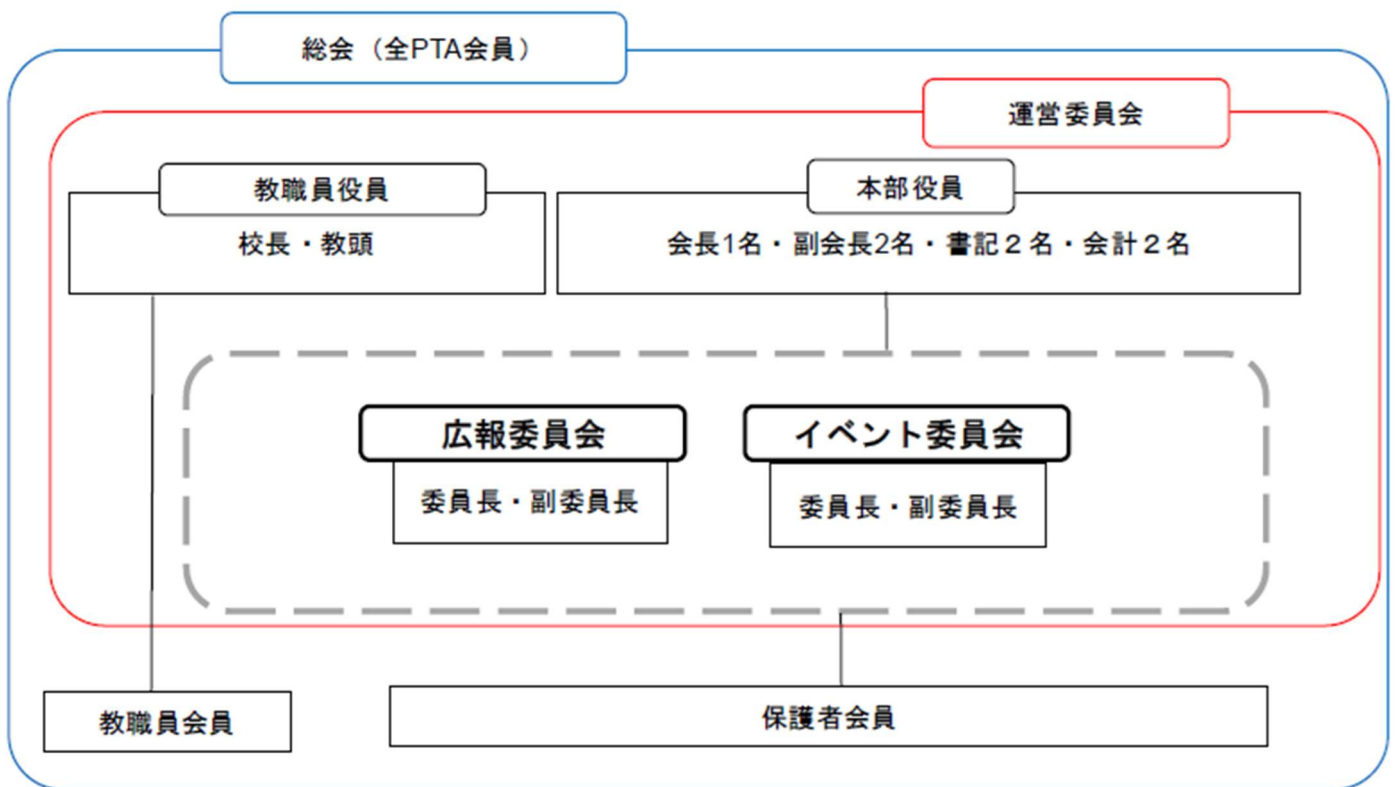 総会（全PTA会員）
運営委員会
教職員役員
本部役員
校長・教頭
会長1名・副会長2名・書記２名・会計２名
広報委員会
イベント委員会
委員長・副委員長
委員長・副委員長
教職員会員
保護者会員